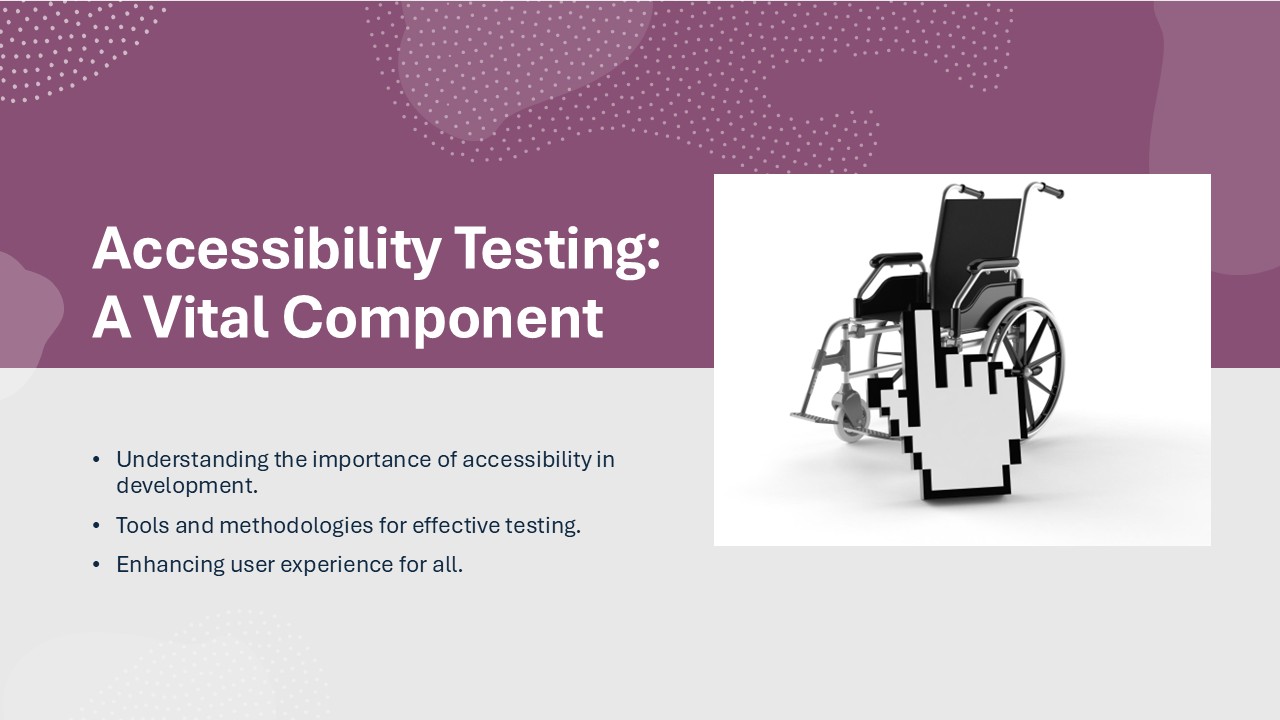 Accessibility Testing:
A Vital Component
• Understanding the importance of accessibility in
development.
• Tools and methodologies for effective testing.
• Enhancing user experience for all.